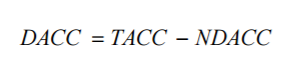 DACC = TACC − NDACC